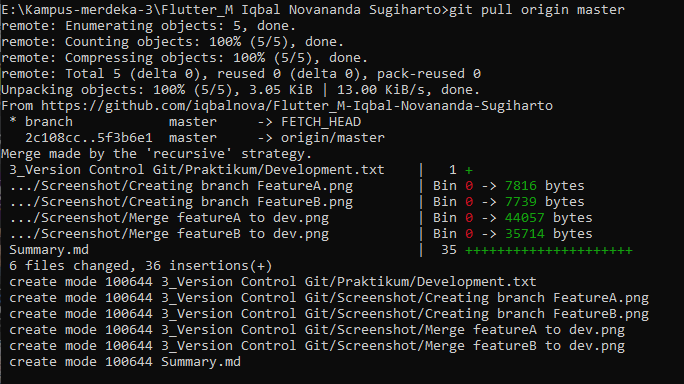 E:\Kampus-merdeka-3\Flutter_M Iqbal Novananda Sugiharto>git pull origin master
remote: Enumerating objects: 5, done.
remote: Counting objects: 100% (5/5), done.
remote: Compressing objects: 100% (5/5), done.
remote: Total 5 (delta 0), reused 0 (delta 0), pack-reused 0
Unpacking objects: 100% (5/5), 3.05 KiB | 13.00 KiB/s, done.
From https://github.com/iqbalnova/Flutter_M-Iqbal-Novananda-Sugiharto
 * branch            master     -> FETCH_HEAD
   2c108cc..5f3b6e1  master     -> origin/master
Merge made by the 'recursive' strategy.
 3_Version Control Git/Praktikum/Development.txt    |   1 +
 .../Screenshot/Creating branch FeatureA.png        | Bin 0 -> 7816 bytes
 .../Screenshot/Creating branch FeatureB.png        | Bin 0 -> 7739 bytes
 .../Screenshot/Merge featureA to dev.png           | Bin 0 -> 44057 bytes
 .../Screenshot/Merge featureB to dev.png           | Bin 0 -> 35714 bytes
 Summary.md                                         |  35 +++++++++++++++++++++
 6 files changed, 36 insertions(+)
 create mode 100644 3_Version Control Git/Praktikum/Development.txt
 create mode 100644 3_Version Control Git/Screenshot/Creating branch FeatureA.png
 create mode 100644 3_Version Control Git/Screenshot/Creating branch FeatureB.png
 create mode 100644 3_Version Control Git/Screenshot/Merge featureA to dev.png
 create mode 100644 3_Version Control Git/Screenshot/Merge featureB to dev.png
 create mode 100644 Summary.md